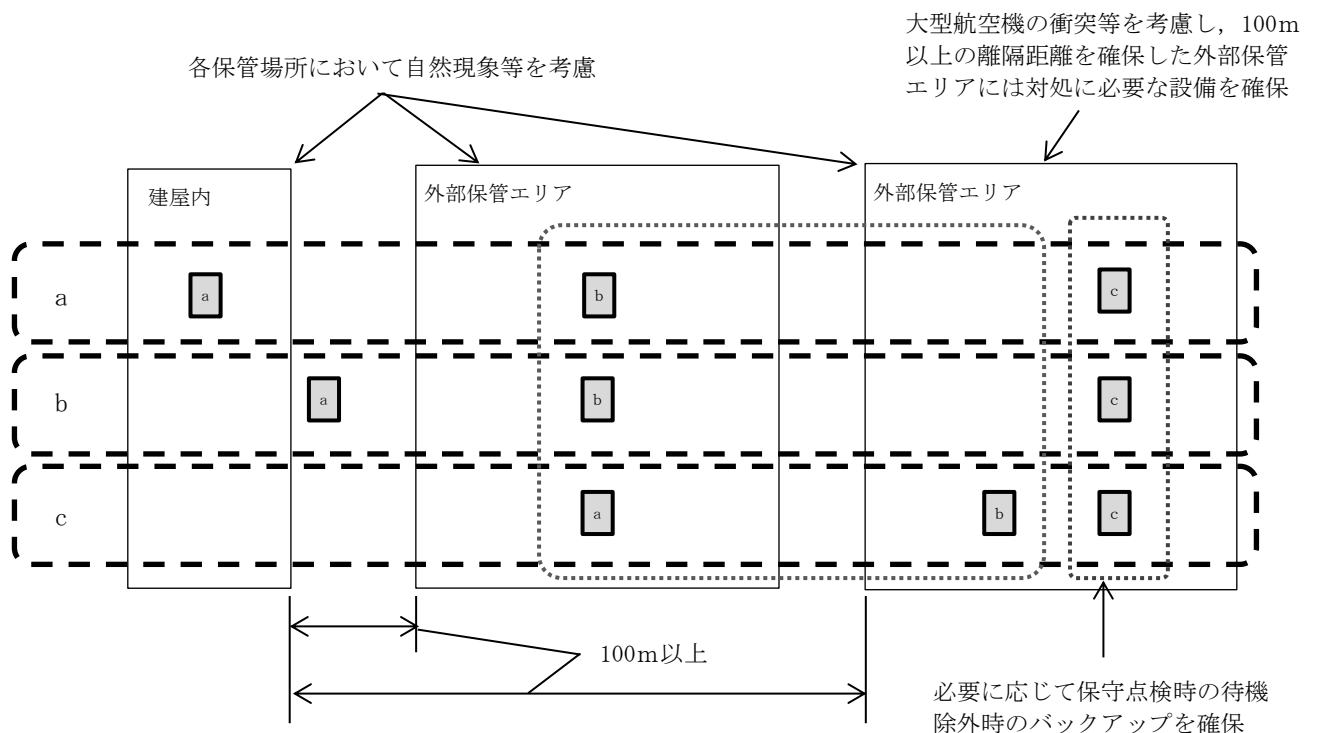 大型航空機の衝突等を考慮し，100m
以上の離隔距離を確保した外部保管
エリアには対処に必要な設備を確保
各保管場所において自然現象等を考慮
建屋内
外部保管エリア
外部保管エリア
a
a
b
c
b
a
b
c
c
a
b
c
100m以上
必要に応じて保守点検時の待機
除外時のバックアップを確保